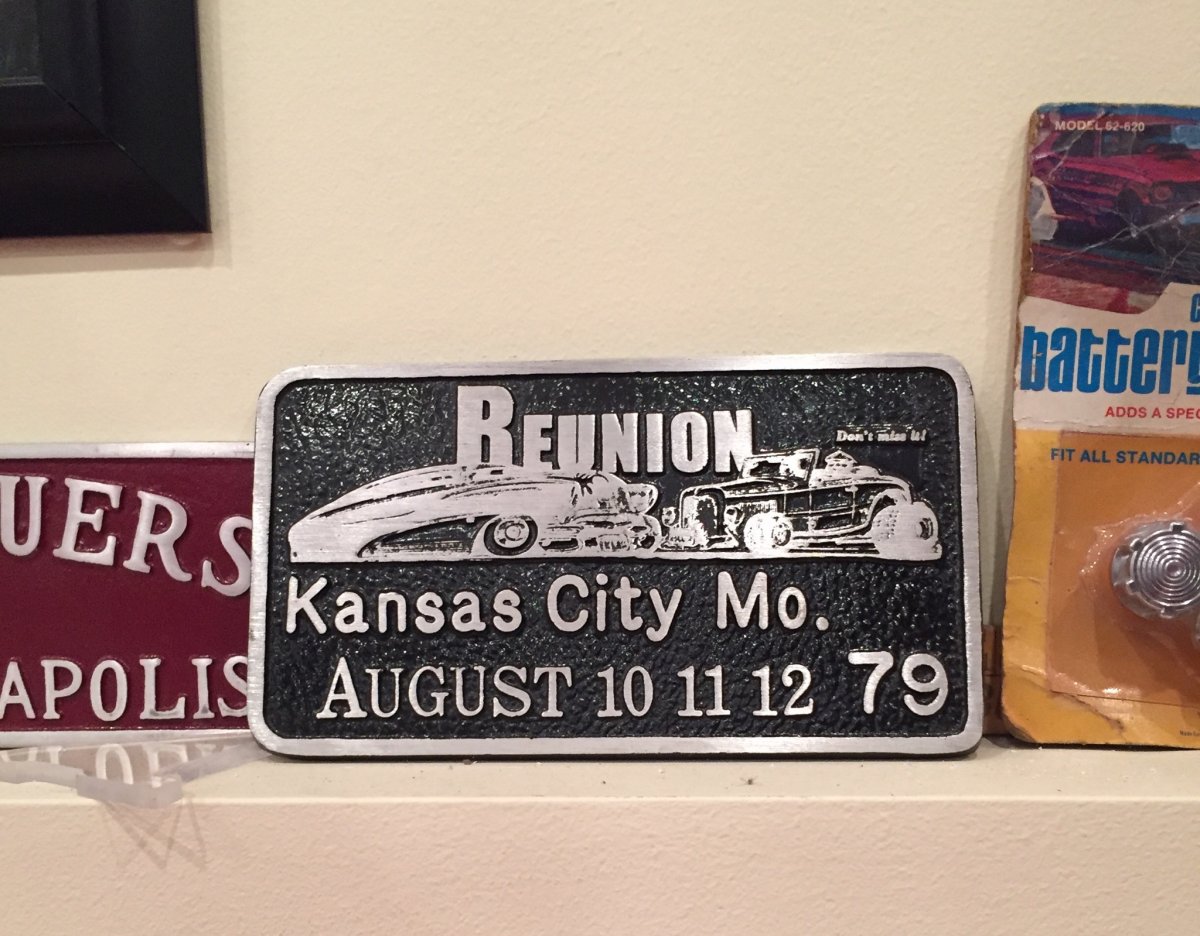 REUNION
Don't miss it!
Kansas City Mo.
AUGUST 10 11 12 79
UERS
APOLIS
MODEL 62-620
battery
ADDS A SPEC
FIT ALL STANDAR